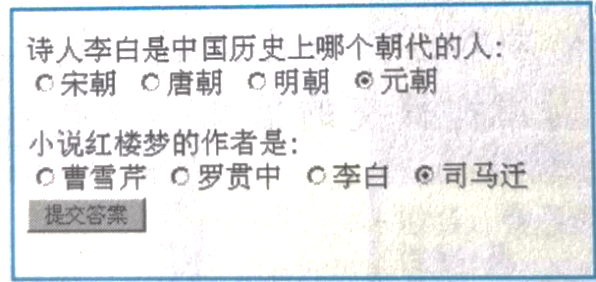 诗人李白是中国历史上哪个朝代的人:
宋朝 唐朝 明朝 元朝
小说红楼梦的作者是:
曹雪芹 罗贯中 李白 司马迁
提交答案